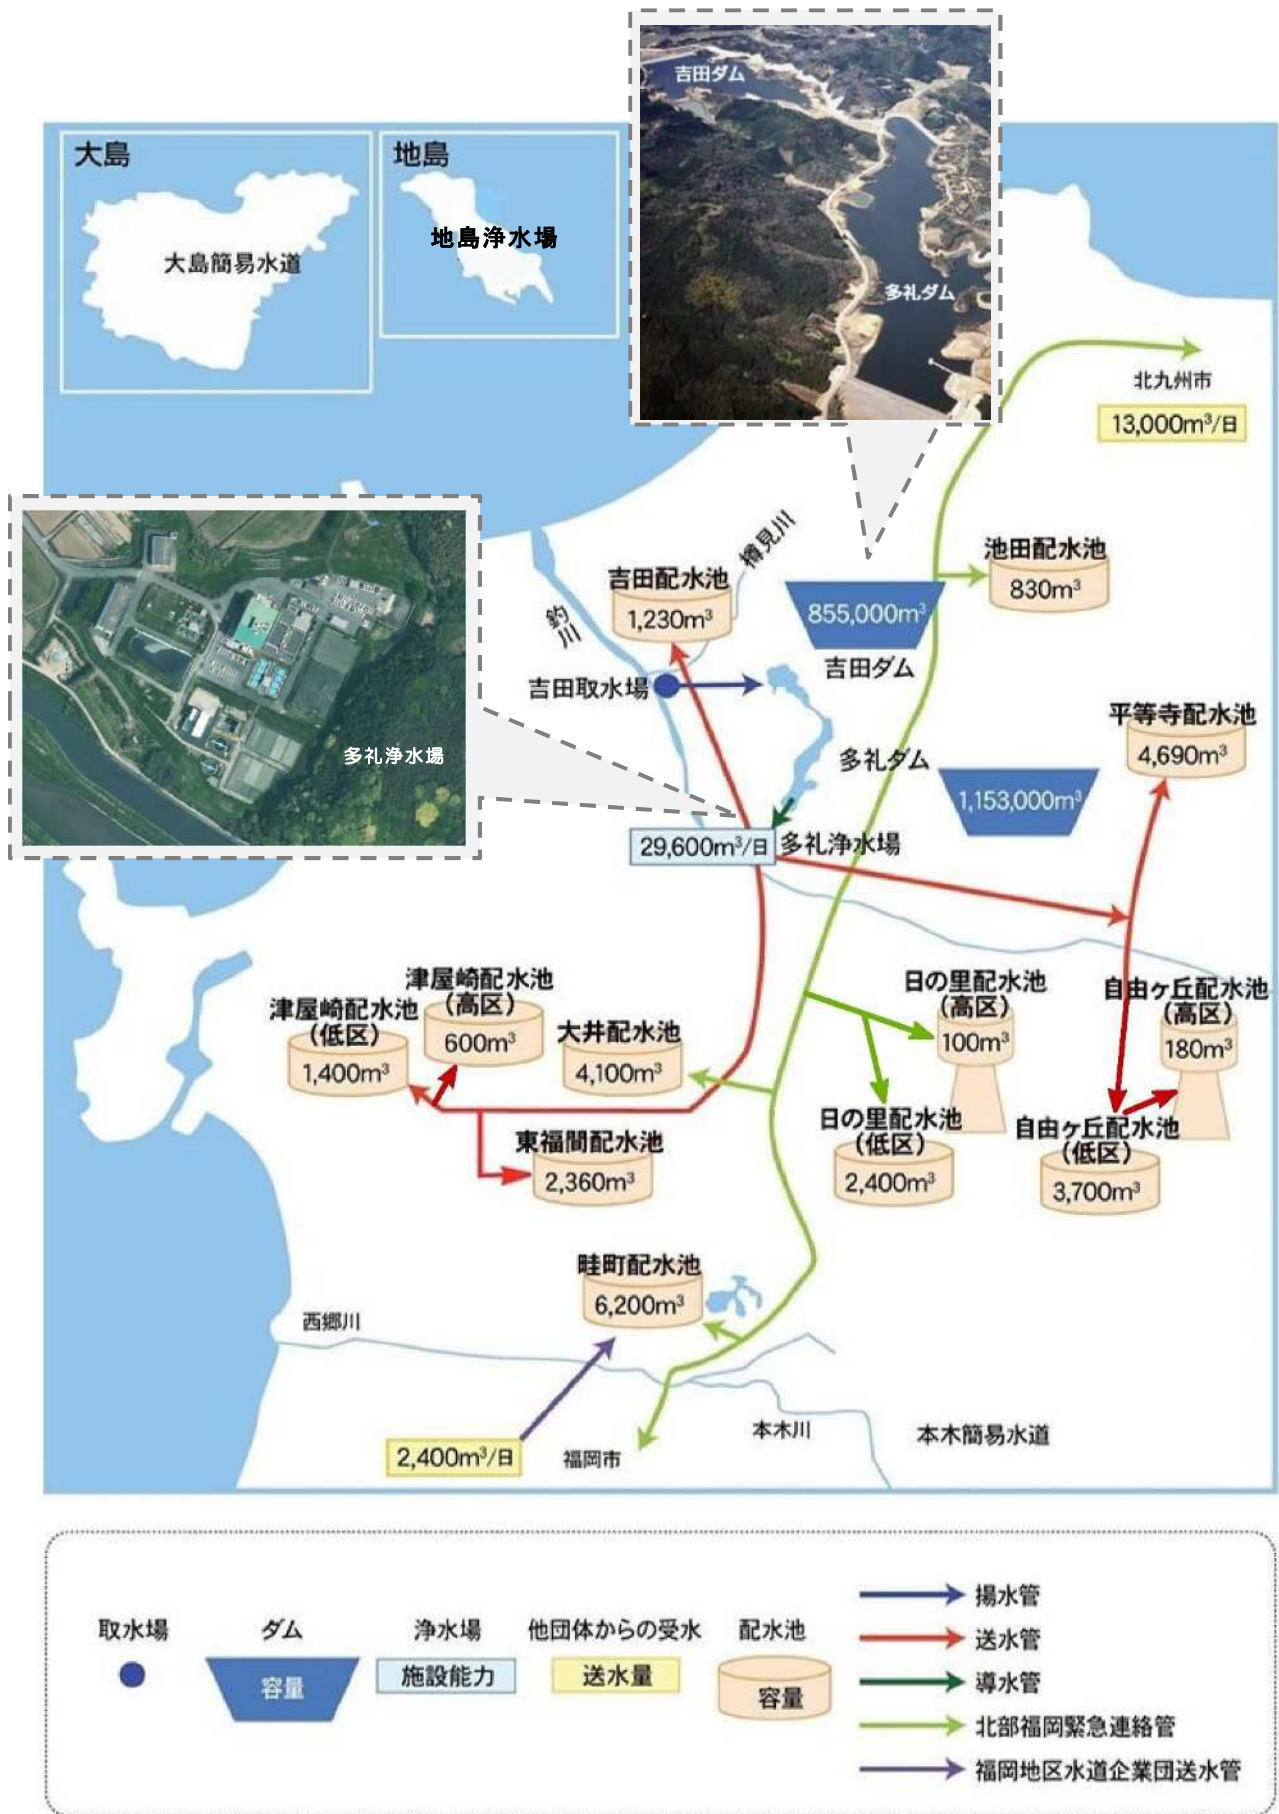 吉田ダム
多礼ダム
大島
大島簡易水道
地島
地島浄水場
北九州市
13,000m³/日
多礼浄水場
釣川
樽見川
吉田配水池
1,230m³
吉田取水場
855,000m³
吉田ダム
池田配水池
830m³
多礼ダム
1,153,000m³
平等寺配水池
4,690m³
29,600m³/日
多礼浄水場
津屋崎配水池
（低区）
1,400m³
津屋崎配水池
（高区）
600m³
大井配水池
4,100m³
東福間配水池
2,360m³
日の里配水池
（高区）
100m³
日の里配水池
（低区）
2,400m³
自由ヶ丘配水池
（高区）
180m³
自由ヶ丘配水池
（低区）
3,700m³
畦町配水池
6,200m³
西郷川
2,400m³/日
福岡市
本木川
本木簡易水道
取水場
ダム
容量
浄水場
施設能力
他団体からの受水
送水量
配水池
容量
揚水管
送水管
導水管
北部福岡緊急連絡管
福岡地区水道企業団送水管